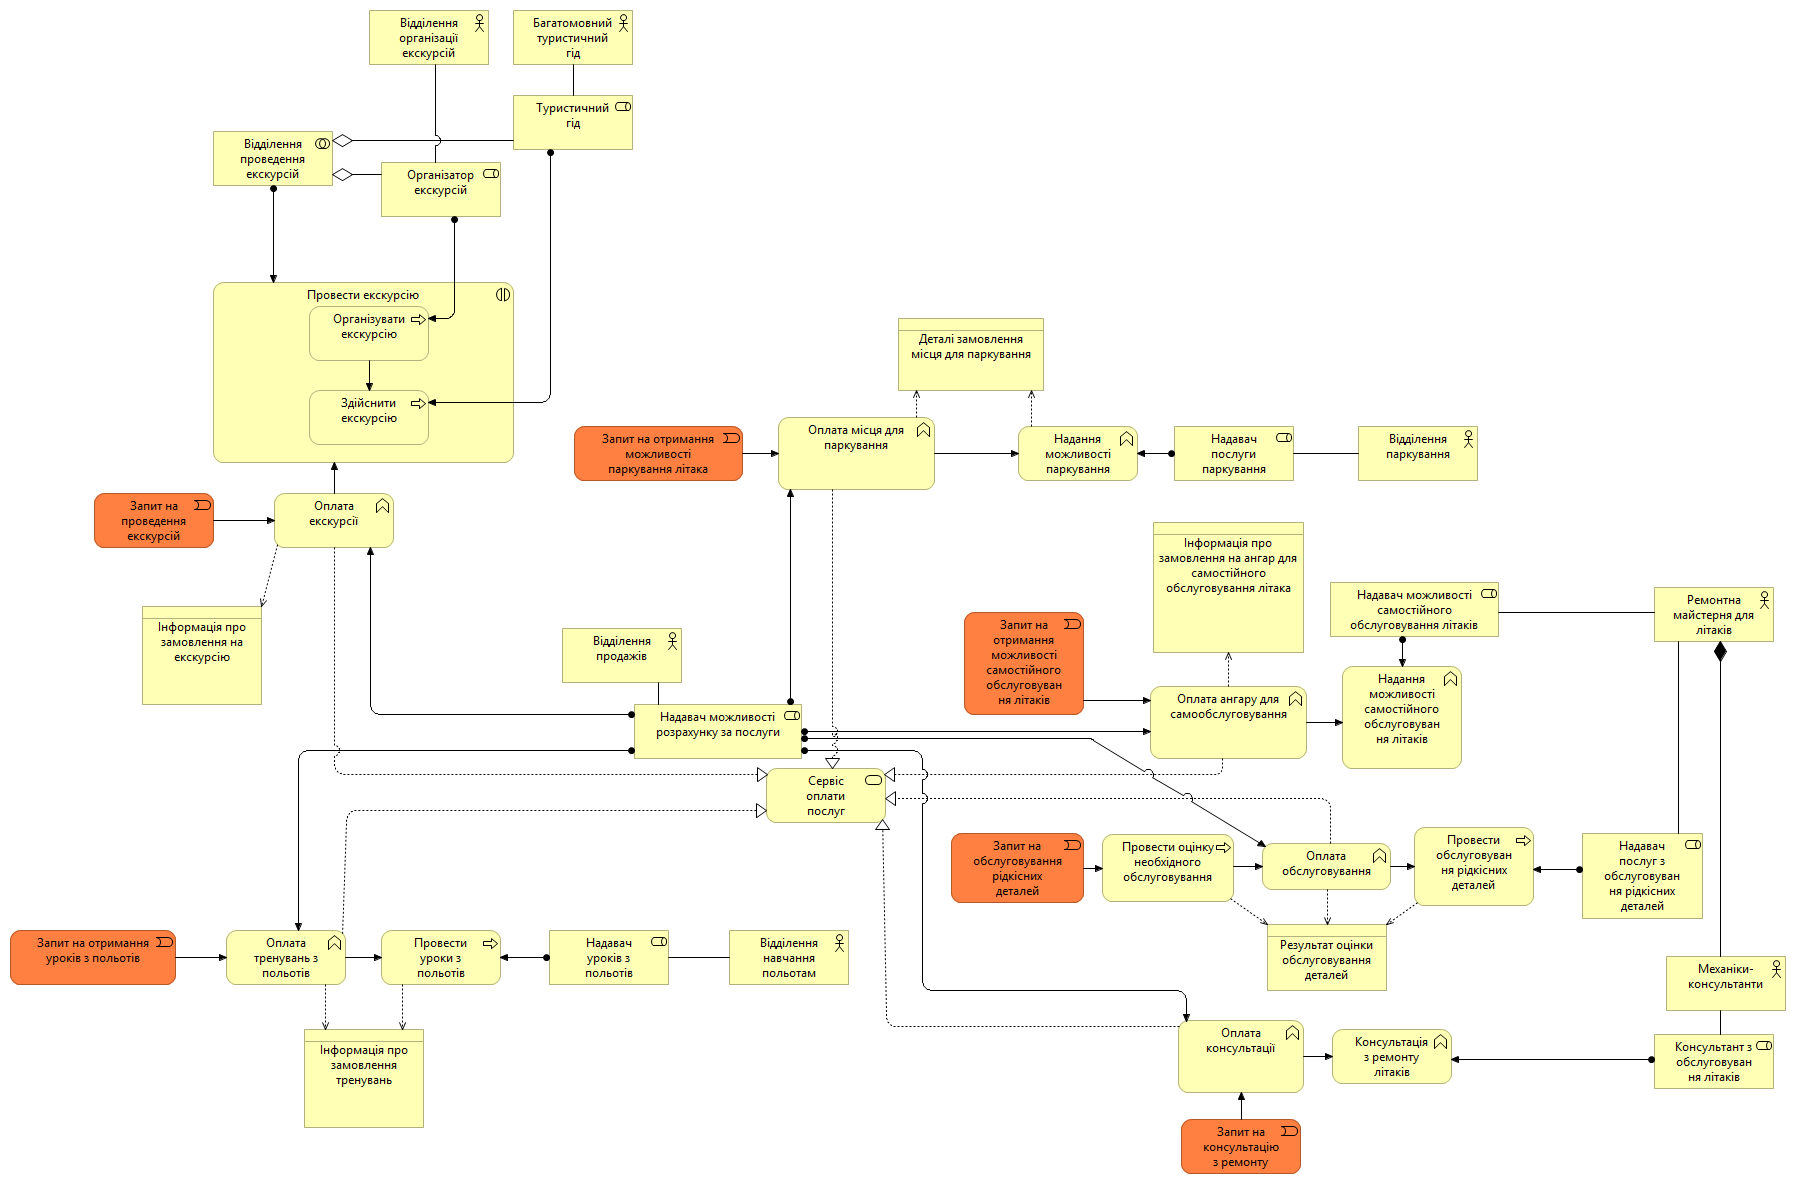 Відділення
організації
екскурсій
Багатомовний
туристичний
гід
Туристичний
гід
Відділення
проведення
екскурсій
Організатор
екскурсій
Провести екскурсію
Організувати
екскурсію
Здійснити
екскурсію
Деталі замовлення
місця для паркування
Запит на отримання
можливості
паркування літака
Оплата місця для
паркування
Надання
можливості
паркування
Надавач
послуги
паркування
Відділення
паркування
Запит на
проведення
екскурсій
Оплата
екскурсії
Інформація про
замовлення на ангар для
самостійного
обслуговування літака
Надавач можливості
самостійного
обслуговування літаків
Ремонтна
майстерня для
літаків
Інформація про
замовлення на
екскурсію
Відділення
продажів
Запит на
отримання
можливості
самостійного
обслуговуван
ня літаків
Оплата ангару для
самообслуговування
Надання
можливості
самостійного
обслуговуван
ня літаків
Надавач можливості
розрахунку за послуги
Сервіс
оплати
послуг
Запит на
обслуговування
рідкісних
деталей
Провести оцінку
необхідного
обслуговування
Оплата
обслуговування
Провести
обслуговуван
ня рідкісних
деталей
Надавач
послуг з
обслуговуван
ня рідкісних
деталей
Запит на отримання
уроків з польотів
Оплата
тренувань з
польотів
Провести
уроки з
польотів
Надавач
уроків з
польотів
Відділення
навчання
польотам
Результат оцінки
обслуговування
деталей
Механіки-
консультанти
Інформація про
замовлення
тренувань
Оплата
консультації
Консультація
з ремонту
літаків
Консультант з
обслуговуван
ня літаків
Запит на
консультацію
з ремонту